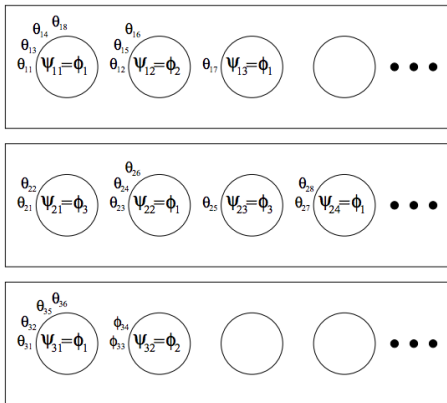 θ₁₄ θ₁₈ θ₁₆
θ₁₃ θ₁₅
θ₁₁ ψ₁₁=ϕ₁ θ₁₂ ψ₁₂=ϕ₂ θ₁₇ ψ₁₃=ϕ₁
θ₂₆
θ₂₂ θ₂₄ θ₂₈
θ₂₁ ψ₂₁=ϕ₃ θ₂₃ ψ₂₂=ϕ₁ θ₂₅ ψ₂₃=ϕ₃ θ₂₇ ψ₂₄=ϕ₁
θ₃₅ θ₃₆
θ₃₂ ϕ₃₄
θ₃₁ ψ₃₁=ϕ₁ ϕ₃₃ ψ₃₂=ϕ₂